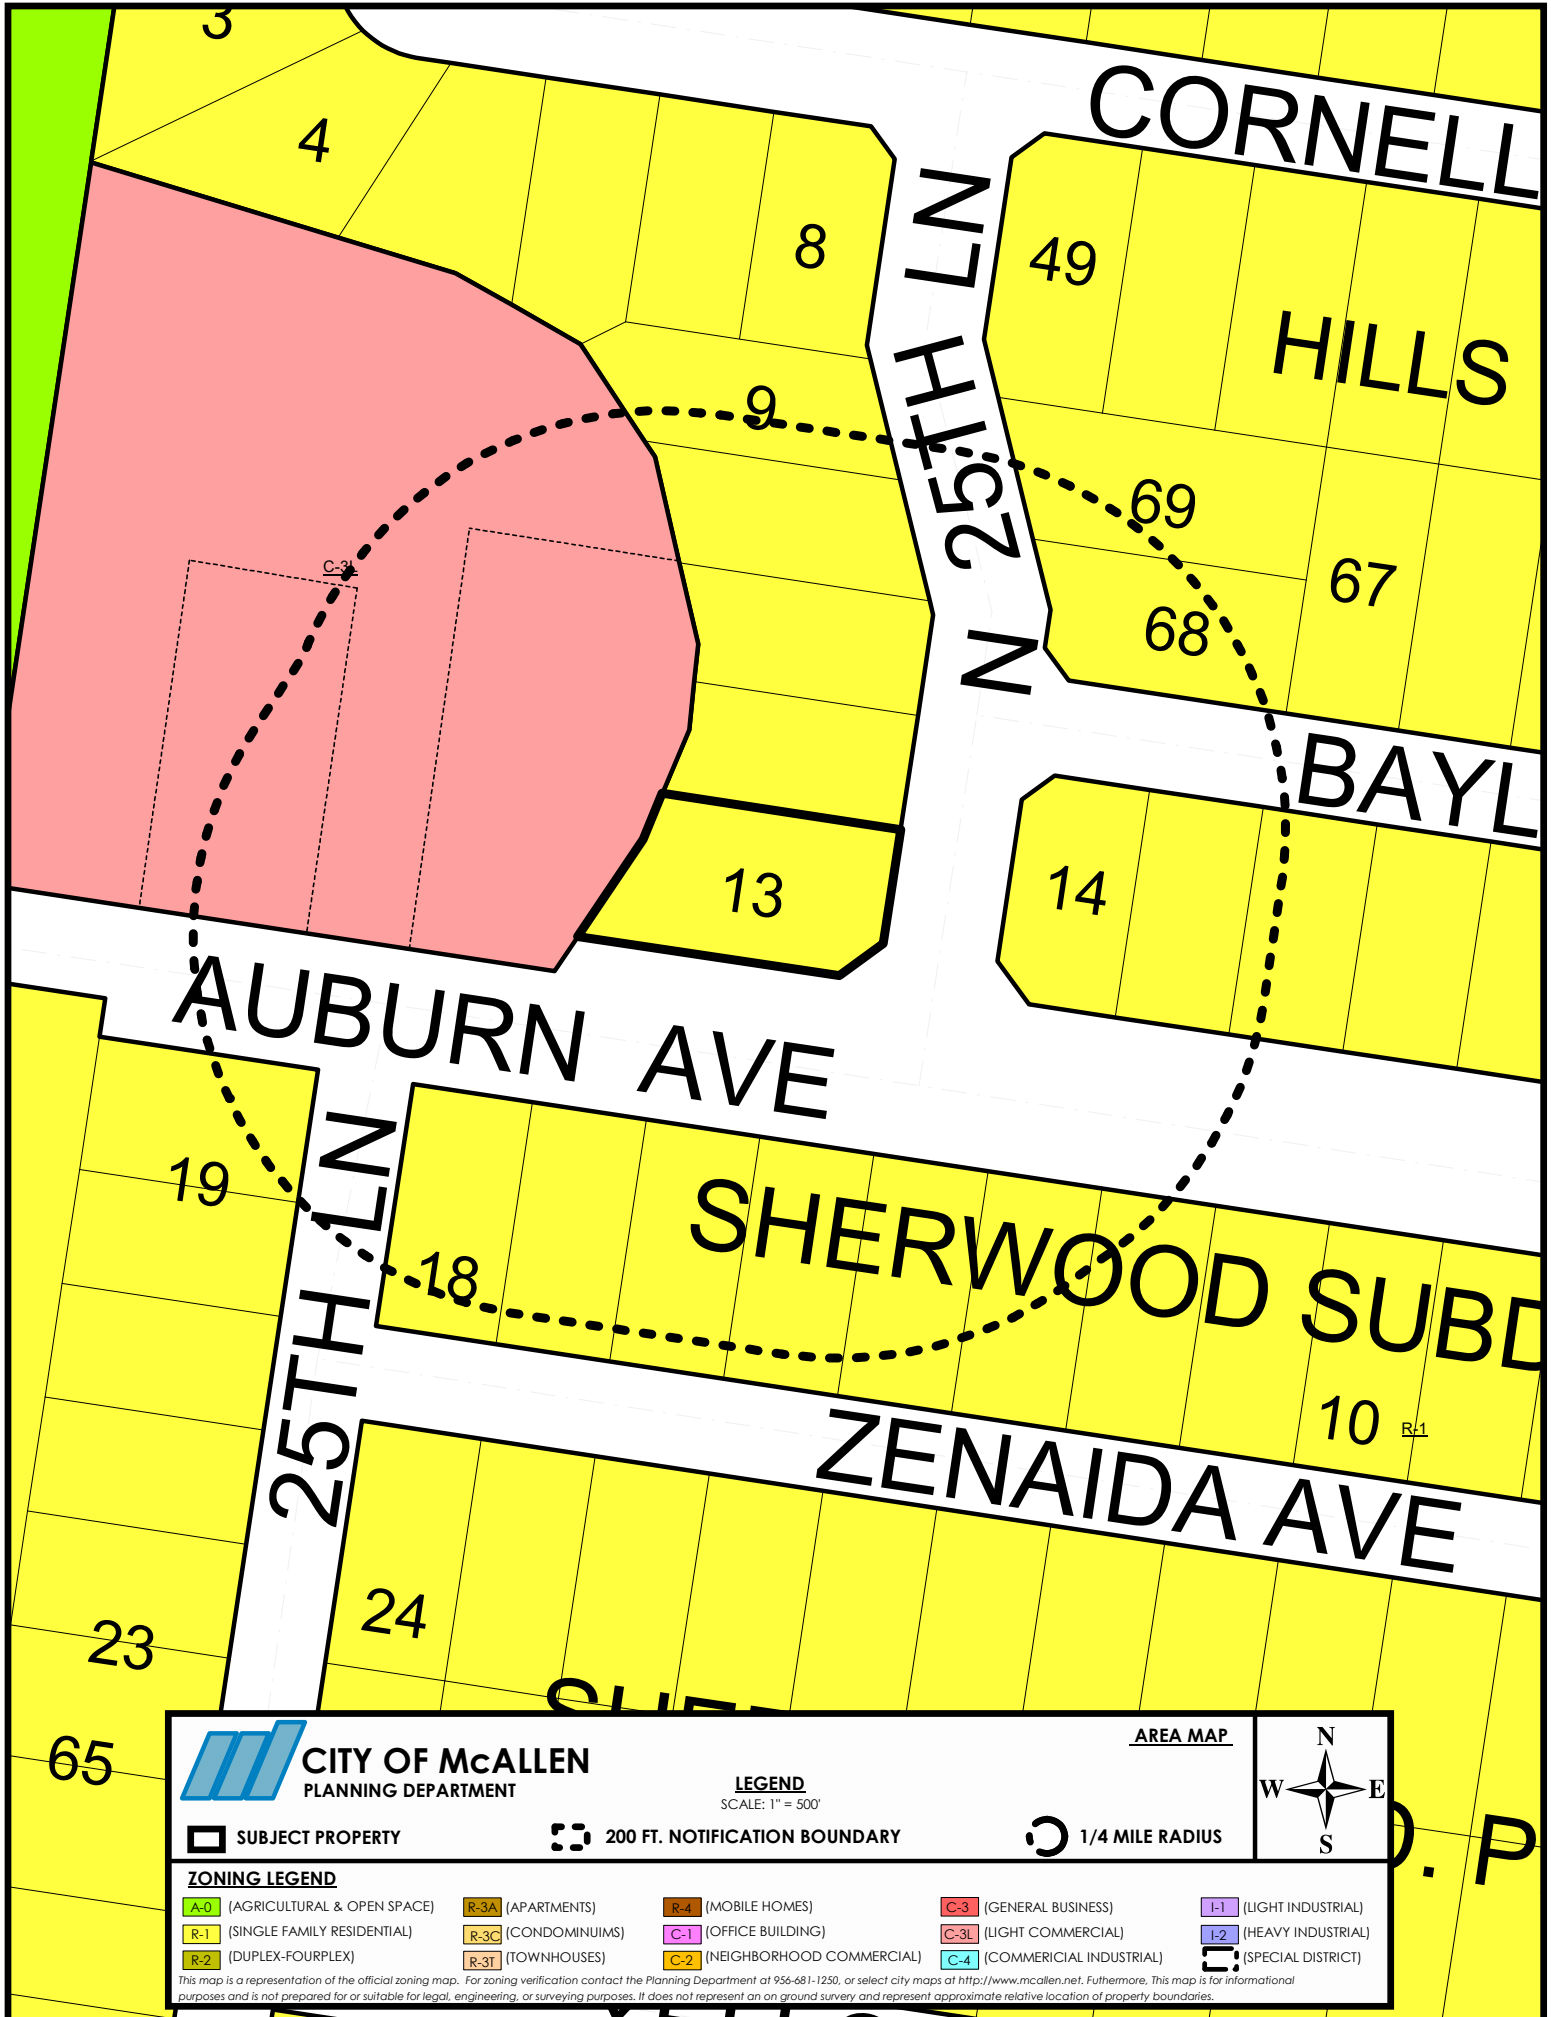 3
4
CORNELL
8
49
HILLS
9
N 25TH LN
69
C-3L
67
68
BAYL
13
14
AUBURN AVE
19
25TH LN
18
SHERWOOD SUBD
10
R-1
ZENAIDA AVE
24
23
65
. P
CITY OF McALLEN
PLANNING DEPARTMENT
AREA MAP
LEGEND
SCALE: 1" = 500'
N
W E
S
SUBJECT PROPERTY
200 FT. NOTIFICATION BOUNDARY
1/4 MILE RADIUS
ZONING LEGEND
A-0 (AGRICULTURAL & OPEN SPACE) R-3A (APARTMENTS) R-4 (MOBILE HOMES) C-3 (GENERAL BUSINESS) I-1 (LIGHT INDUSTRIAL)
R-1 (SINGLE FAMILY RESIDENTIAL) R-3C (CONDOMINUIMS) C-1 (OFFICE BUILDING) C-3L (LIGHT COMMERCIAL) I-2 (HEAVY INDUSTRIAL)
R-2 (DUPLEX-FOURPLEX) R-3T (TOWNHOUSES) C-2 (NEIGHBORHOOD COMMERCIAL) C-4 (COMMERICIAL INDUSTRIAL) (SPECIAL DISTRICT)
This map is a representation of the official zoning map. For zoning verification contact the Planning Department at 956-681-1250, or select city maps at http://www.mcallen.net. Futhermore, This map is for informational
purposes and is not prepared for or suitable for legal, engineering, or surveying purposes. It does not represent an on ground survey and represent approximate relative location of property boundaries.